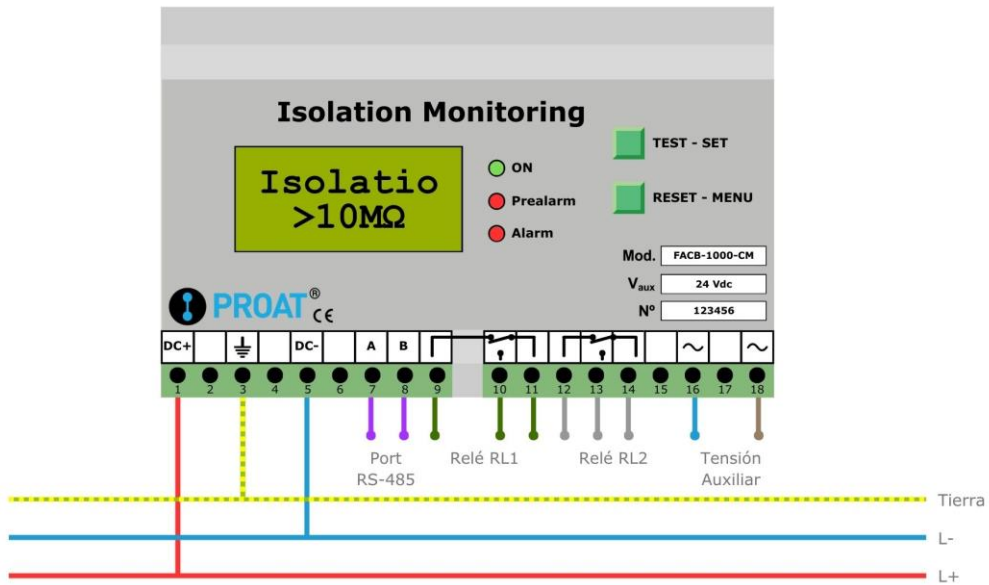 Isolation Monitoring
TEST - SET
Isolatio
>10MΩ
ON
Prealarm
Alarm
RESET - MENU
Mod. FACB-1000-CM
Vaux 24 Vdc
Nº 123456
PROAT®
CE
DC+ DC- A B
1 2 3 4 5 6 7 8 9 10 11 12 13 14 15 16 17 18
Port
RS-485
Relé RL1
Relé RL2
Tensión
Auxiliar
Tierra
L-
L+